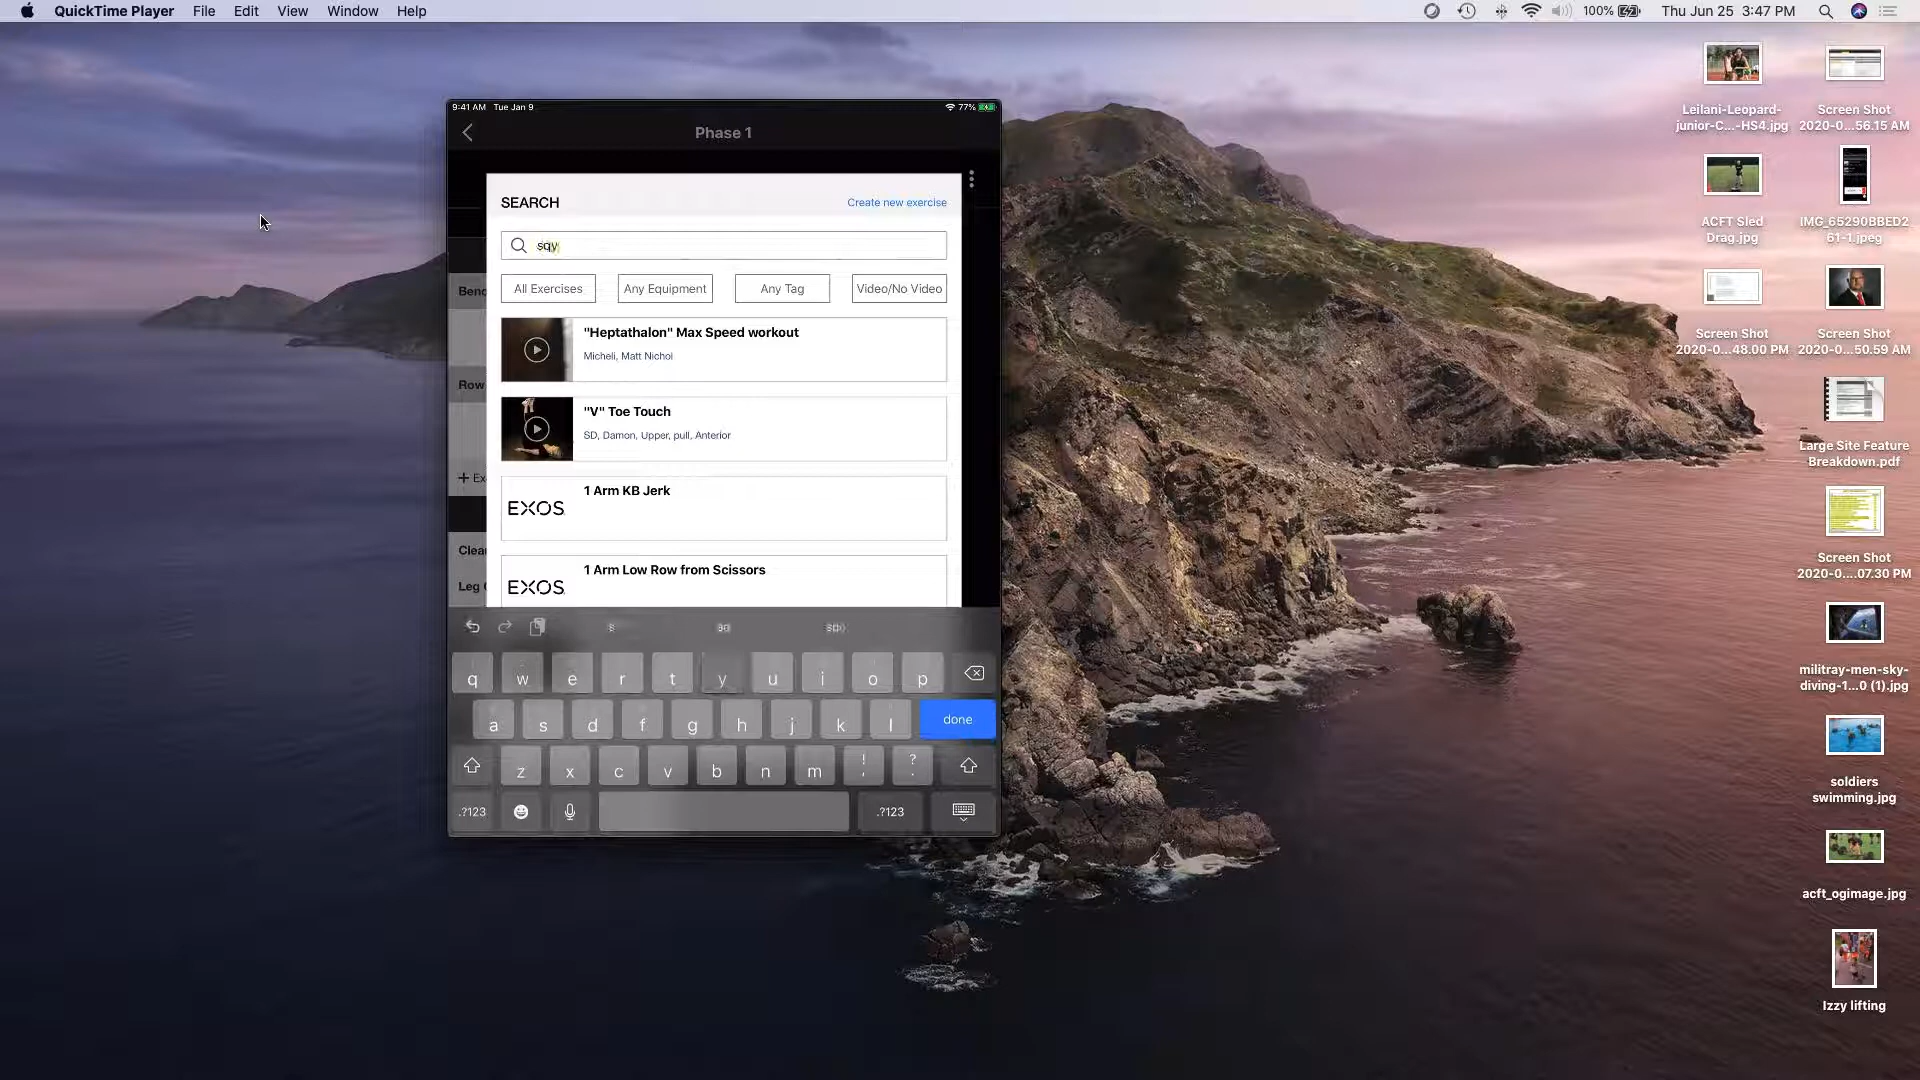 QuickTime Player File Edit View Window Help
100% Thu Jun 25 3:47 PM
9:41 AM Tue Jan 9
77%
Phase 1
SEARCH
Create new exercise
sqy
All Exercises
Any Equipment
Any Tag
Video/No Video
"Heptathalon" Max Speed workout
Micheli, Matt Nichol
"V" Toe Touch
SD, Damon, Upper, pull, Anterior
EXOS
1 Arm KB Jerk
EXOS
1 Arm Low Row from Scissors
Row
+ Ex
q w e r t y u i o p
a s d f g h j k l done
z x c v b n m ! , ? .
.?123
.?123
Leilani-Leopard-
junior-C...-HS4.jpg
Screen Shot
2020-0...56.15 AM
ACFT Sled
Drag.jpg
IMG_65290BBED2
61-1.jpeg
Screen Shot
2020-0...48.00 PM
Screen Shot
2020-0...50.59 AM
Large Site Feature
Breakdown.pdf
Screen Shot
2020-0....07.30 PM
militray-men-sky-
diving-1...0 (1).jpg
soldiers
swimming.jpg
acft_ogimage.jpg
Izzy lifting